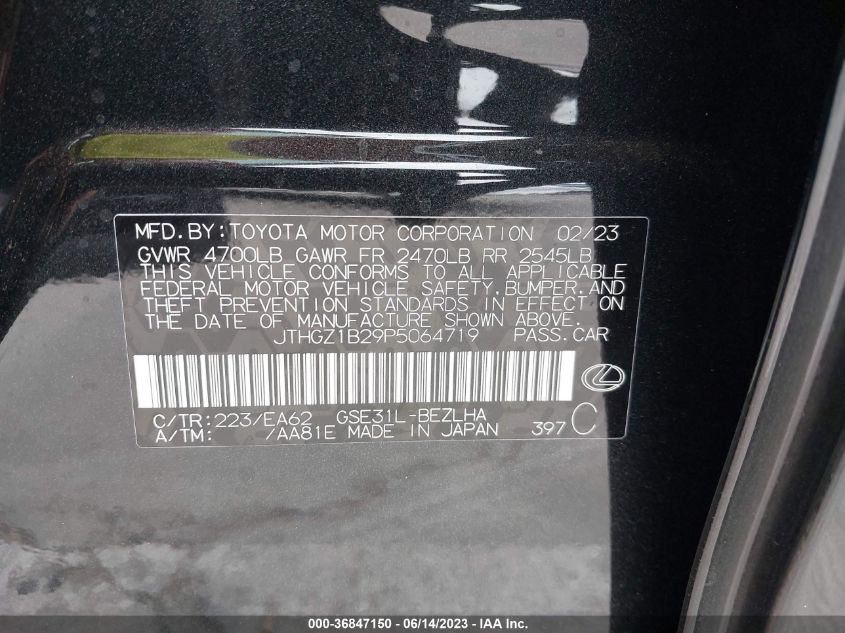 MFD. BY: TOYOTA MOTOR CORPORATION 02/23
GVWR 4700LB GAWR FR 2470LB RR 2545LB
THIS VEHICLE CONFORMS TO ALL APPLICABLE
FEDERAL MOTOR VEHICLE SAFETY, BUMPER, AND
THEFT PREVENTION STANDARDS IN EFFECT ON
THE DATE OF MANUFACTURE SHOWN ABOVE.
JTHGZ1B29P5064719 PASS. CAR
C/TR: 223/EA62 GSE31L-BEZLHA
A/TM: /AA81E MADE IN JAPAN 397 C
000-36847150 - 06/14/2023 - IAA Inc.